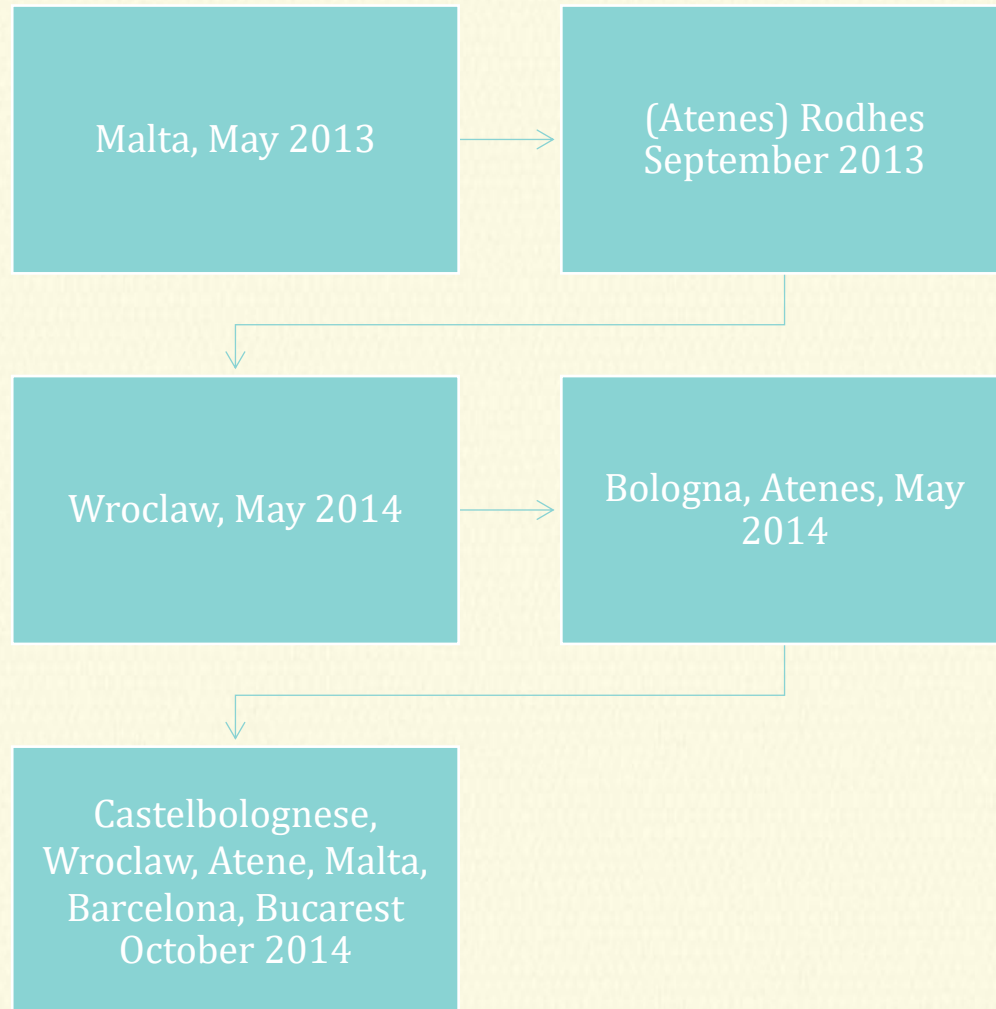 Malta, May 2013
(Atenes) Rodhes
September 2013
Wroclaw, May 2014
Bologna, Atenes, May
2014
Castelbolognese,
Wroclaw, Atene, Malta,
Barcelona, Bucarest
October 2014